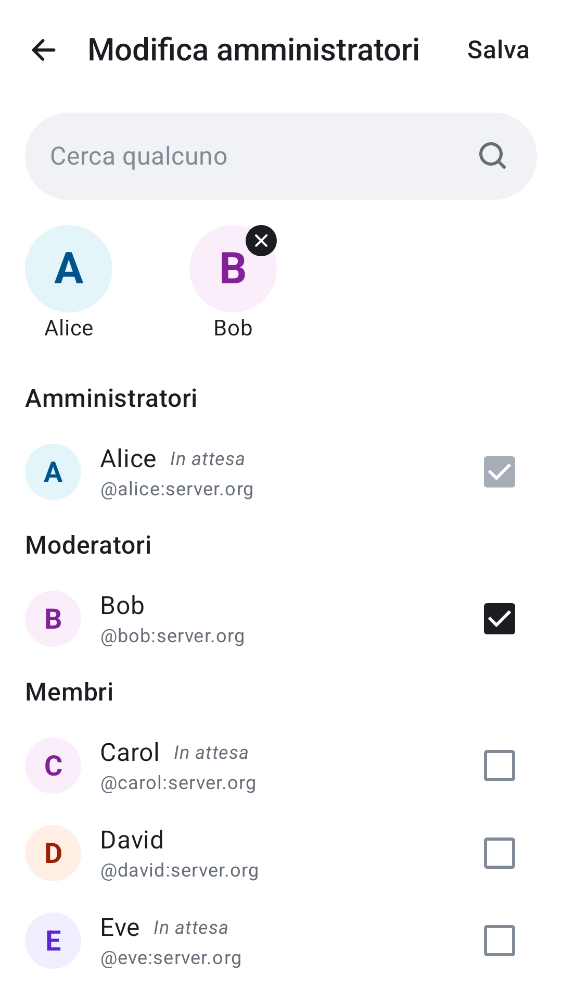 Modifica amministratori Salva
Cerca qualcuno
A B
Alice Bob
Amministratori
A Alice In attesa
@alice:server.org
Moderatori
B Bob
@bob:server.org
Membri
C Carol In attesa
@carol:server.org
D David
@david:server.org
E Eve In attesa
@eve:server.org